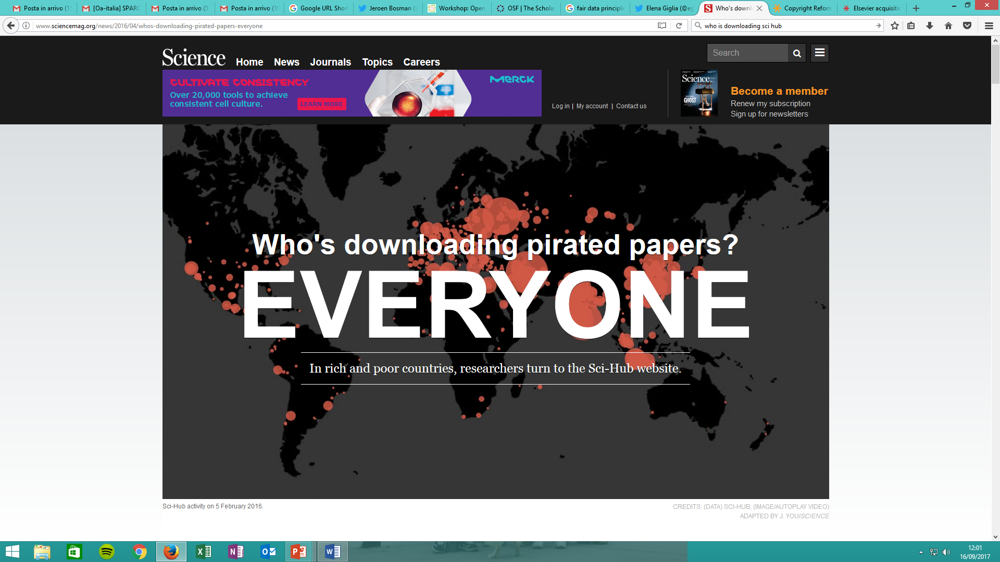 Posta in arrivo (1
[Oa-italia] SPARC
Posta in arrivo (5
Posta in arrivo (1
Google URL Shor
Jeroen Bosman (@
Workshop: Open
OSF | The Schola
fair data principle
Elena Giglia (@eg
Who's downl
Copyright Reform
Elsevier acquisitio
www.sciencemag.org/news/2016/04/whos-downloading-pirated-papers-everyone
who is downloading sci hub
Science
Home
News
Journals
Topics
Careers
Search
CULTIVATE CONSISTENCY
Over 20,000 tools to achieve
consistent cell culture.
LEARN MORE
MERCK
Log in | My account | Contact us
Science
GHOST
Become a member
Renew my subscription
Sign up for newsletters
Who's downloading pirated papers?
EVERYONE
In rich and poor countries, researchers turn to the Sci-Hub website.
Sci-Hub activity on 5 February 2016.
CREDITS: (DATA) SCI-HUB; (IMAGE/AUTOPLAY VIDEO)
ADAPTED BY J. YOU/SCIENCE
12:01
16/09/2017